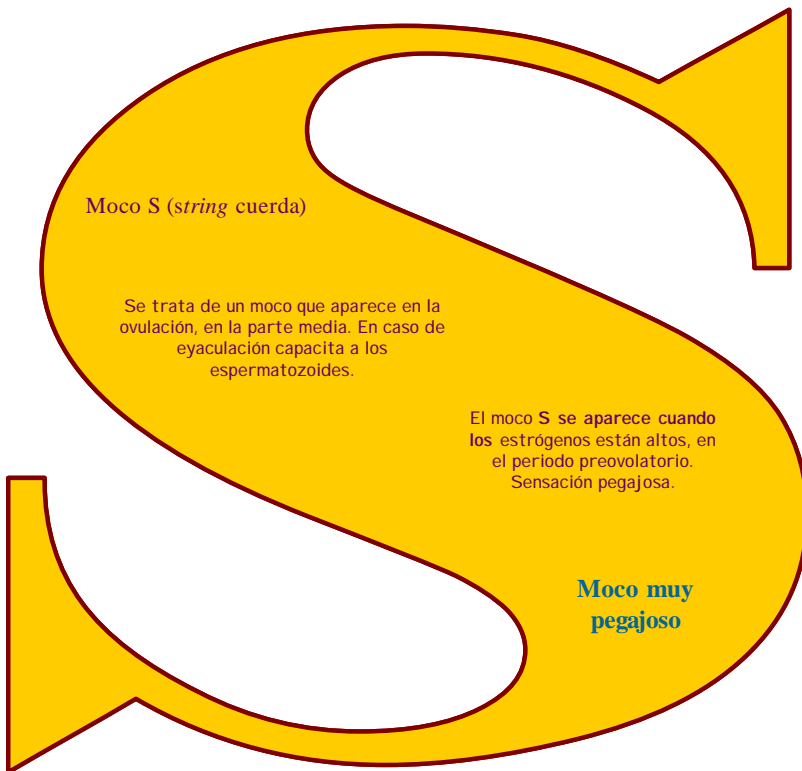 Moco S (string cuerda)
Se trata de un moco que aparece en la
ovulación, en la parte media. En caso de
eyaculación capacita a los
espermatozoides.
El moco S se aparece cuando
los estrógenos están altos, en
el periodo preovolatorio.
Sensación pegajosa.
Moco muy
pegajoso